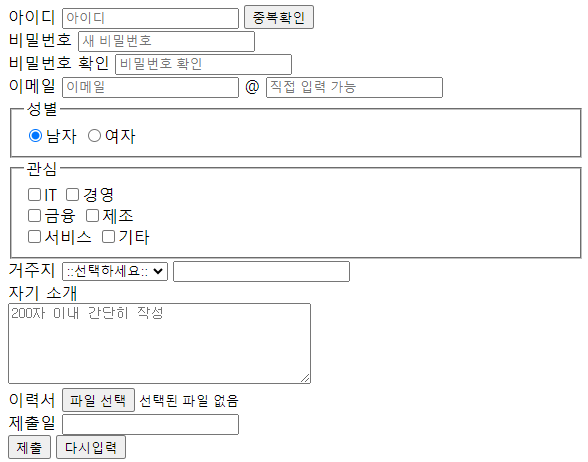 아이디 아이디 중복확인
비밀번호 새 비밀번호
비밀번호 확인 비밀번호 확인
이메일 이메일 @ 직접 입력 가능
성별
남자 여자
관심
IT 경영
금융 제조
서비스 기타
거주지 ::선택하세요::
자기 소개
200자 이내 간단히 작성
이력서 파일 선택 선택된 파일 없음
제출일
제출 다시입력